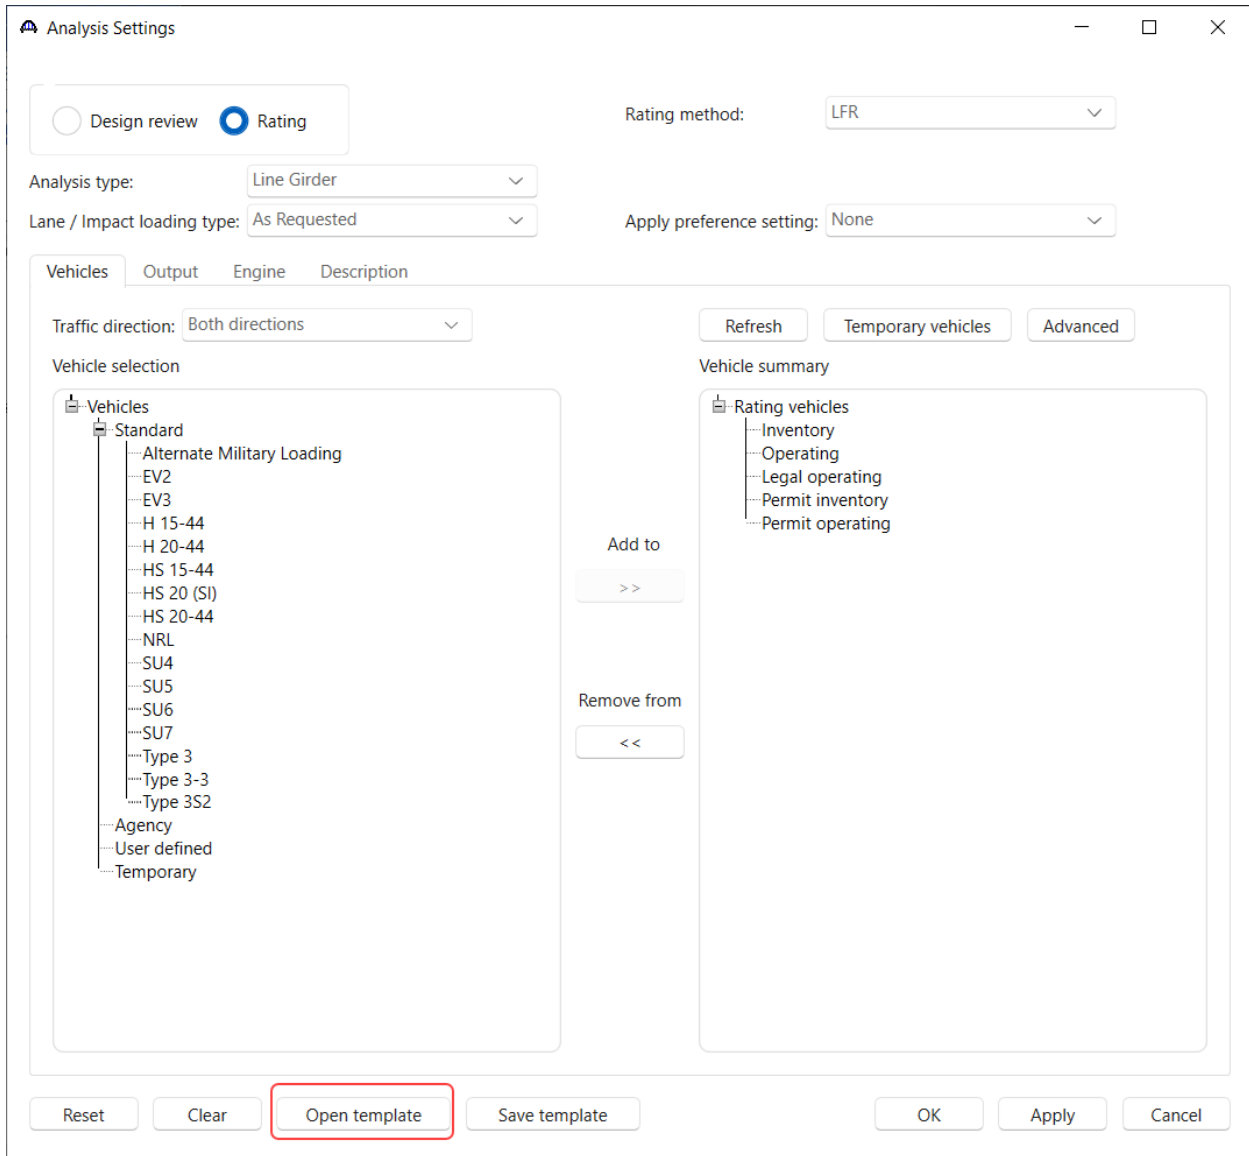 Analysis Settings
Design review Rating Rating method: LFR
Analysis type: Line Girder
Lane / Impact loading type: As Requested Apply preference setting: None
Vehicles Output Engine Description
Traffic direction: Both directions Refresh Temporary vehicles Advanced
Vehicle selection
Vehicles
Standard
Alternate Military Loading
EV2
EV3
H 15-44
H 20-44
HS 15-44
HS 20 (SI)
HS 20-44
NRL
SU4
SU5
SU6
SU7
Type 3
Type 3-3
Type 3S2
Agency
User defined
Temporary
Add to
>>
Remove from
<<
Vehicle summary
Rating vehicles
Inventory
Operating
Legal operating
Permit inventory
Permit operating
Reset Clear Open template Save template OK Apply Cancel